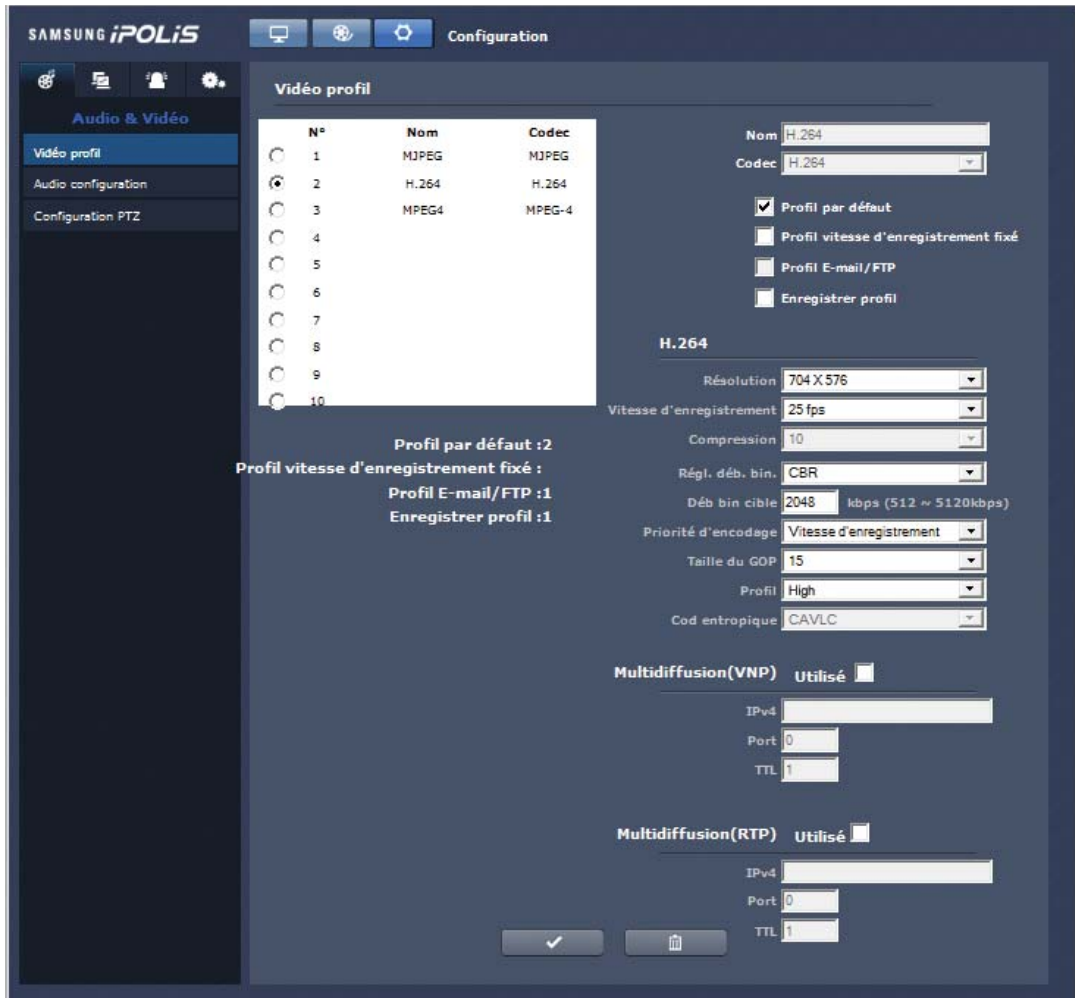 SAMSUNG iPOLiS
Configuration
Audio & Vidéo
Vidéo profil
Audio configuration
Configuration PTZ
Vidéo profil
N° Nom Codec
1 MJPEG MJPEG
2 H.264 H.264
3 MPEG4 MPEG-4
4
5
6
7
8
9
10
Profil par défaut :2
Profil vitesse d'enregistrement fixé :
Profil E-mail/FTP :1
Enregistrer profil :1
Nom H.264
Codec H.264
Profil par défaut
Profil vitesse d'enregistrement fixé
Profil E-mail/FTP
Enregistrer profil
H.264
Résolution 704 X 576
Vitesse d'enregistrement 25 fps
Compression 10
Régl. déb. bin. CBR
Déb bin cible 2048 kbps (512 ~ 5120kbps)
Priorité d'encodage Vitesse d'enregistrement
Taille du GOP 15
Profil High
Cod entropique CAVLC
Multidiffusion(VNP) Utilisé
IPv4
Port 0
TTL 1
Multidiffusion(RTP) Utilisé
IPv4
Port 0
TTL 1